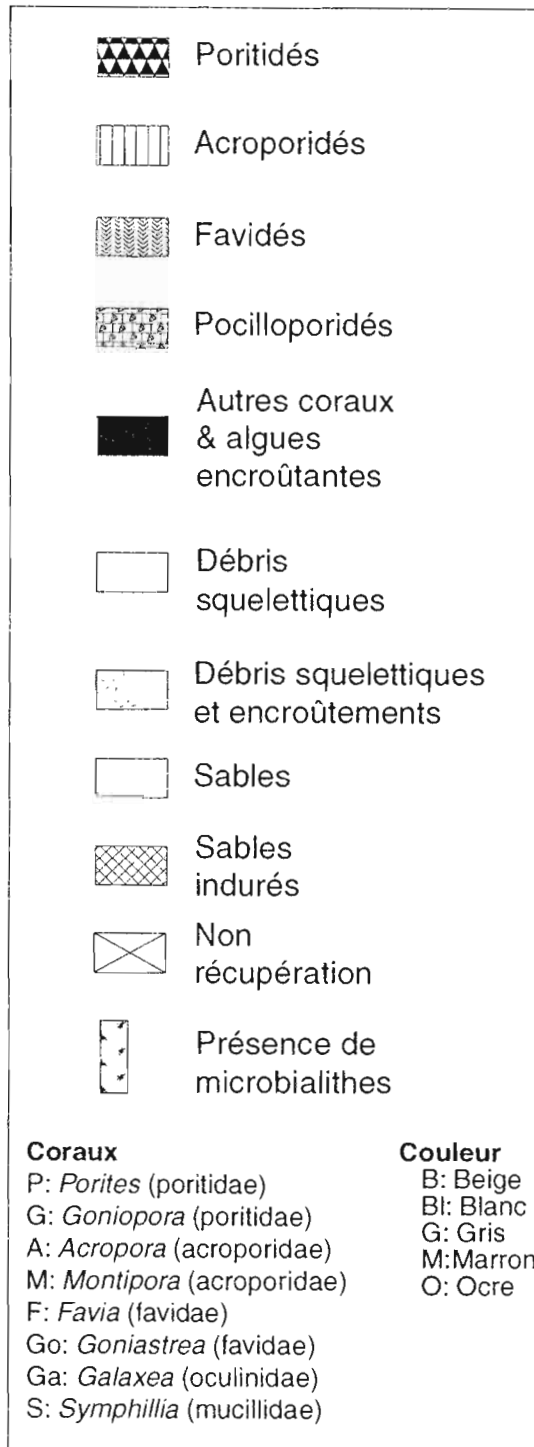 Poritidés
Acroporidés
Favidés
Pocilloporidés
Autres coraux
& algues
encroûtantes
Débris
squelettiques
Débris squelettiques
et encroûtements
Sables
Sables
indurés
Non
récupération
Présence de
microbialithes
Coraux
P: Porites (poritidae)
G: Goniopora (poritidae)
A: Acropora (acroporidae)
M: Montipora (acroporidae)
F: Favia (favidae)
Go: Goniastrea (favidae)
Ga: Galaxea (oculinidae)
S: Symphillia (mucillidae)
Couleur
B: Beige
Bl: Blanc
G: Gris
M:Marron
O: Ocre